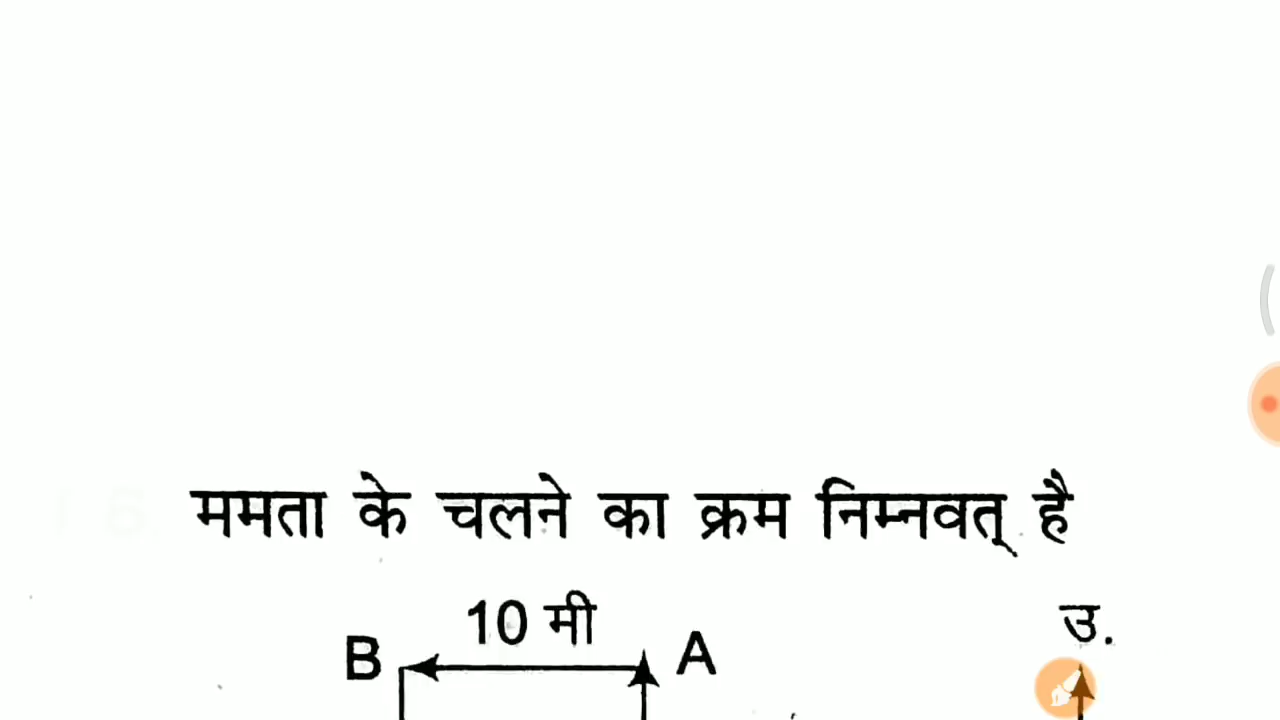 ममता के चलने का क्रम निम्नवत् है
10 मी
B A
उ.